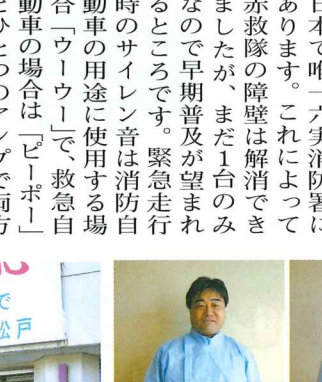 日本で唯一六実消防署に
あります。これによって
赤救隊の障壁は解消でき
ましたが、まだ1台のみ
なので早期普及が望まれ
るところです。緊急走行
時のサイレン音は消防自
動車の用途に使用する場
合「ウーウー」で、救急自
動車の場合は「ピーポー」
とひとつのアンプで両方
で
松戸